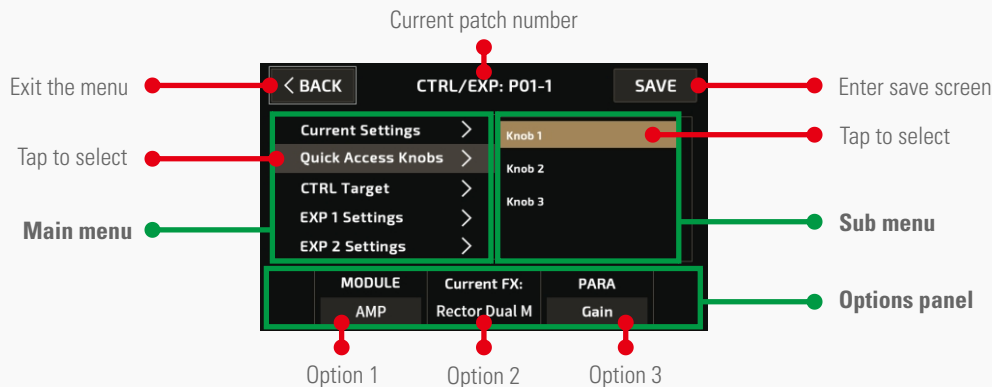 Current patch number
Exit the menu
< BACK
CTRL/EXP: P01-1
SAVE
Enter save screen
Tap to select
Current Settings >
Quick Access Knobs >
CTRL Target >
EXP 1 Settings >
EXP 2 Settings >
Knob 1
Knob 2
Knob 3
Tap to select
Main menu
Sub menu
MODULE
AMP
Current FX:
Rector Dual M
PARA
Gain
Options panel
Option 1
Option 2
Option 3